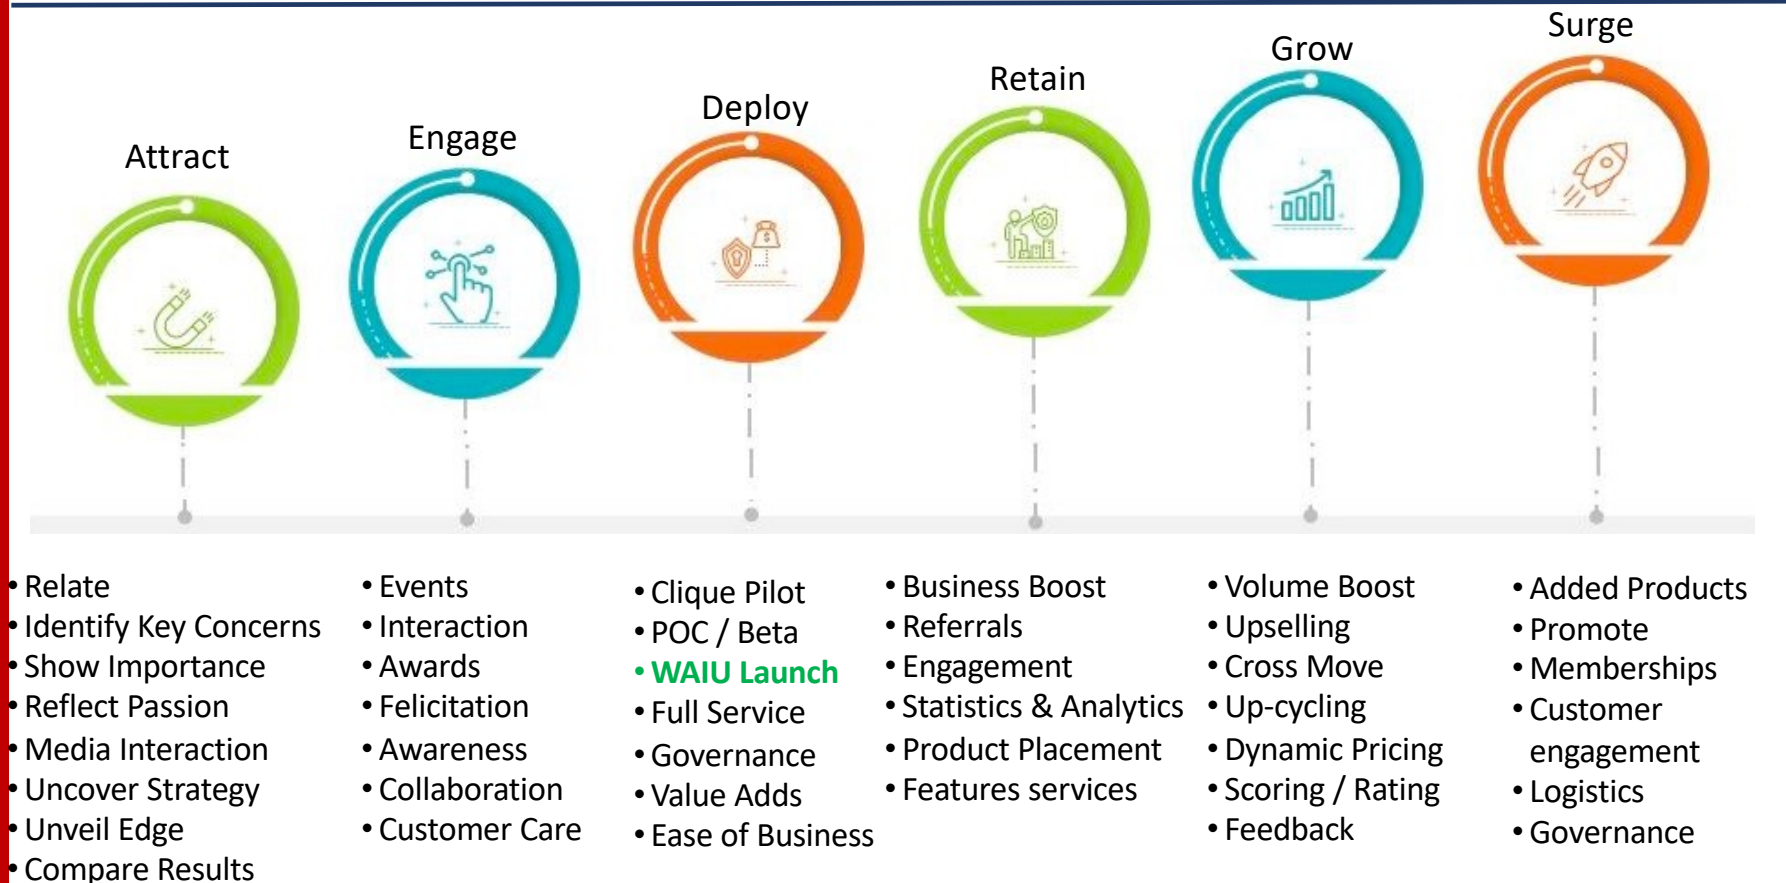 Attract
• Relate
• Identify Key Concerns
• Show Importance
• Reflect Passion
• Media Interaction
• Uncover Strategy
• Unveil Edge
• Compare Results
Engage
• Events
• Interaction
• Awards
• Felicitation
• Awareness
• Collaboration
• Customer Care
Deploy
$
• Clique Pilot
• POC / Beta
• WAIU Launch
• Full Service
• Governance
• Value Adds
• Ease of Business
Retain
• Business Boost
• Referrals
• Engagement
• Statistics & Analytics
• Product Placement
• Features services
Grow
• Volume Boost
• Upselling
• Cross Move
• Up-cycling
• Dynamic Pricing
• Scoring / Rating
• Feedback
Surge
• Added Products
• Promote
• Memberships
• Customer
engagement
• Logistics
• Governance